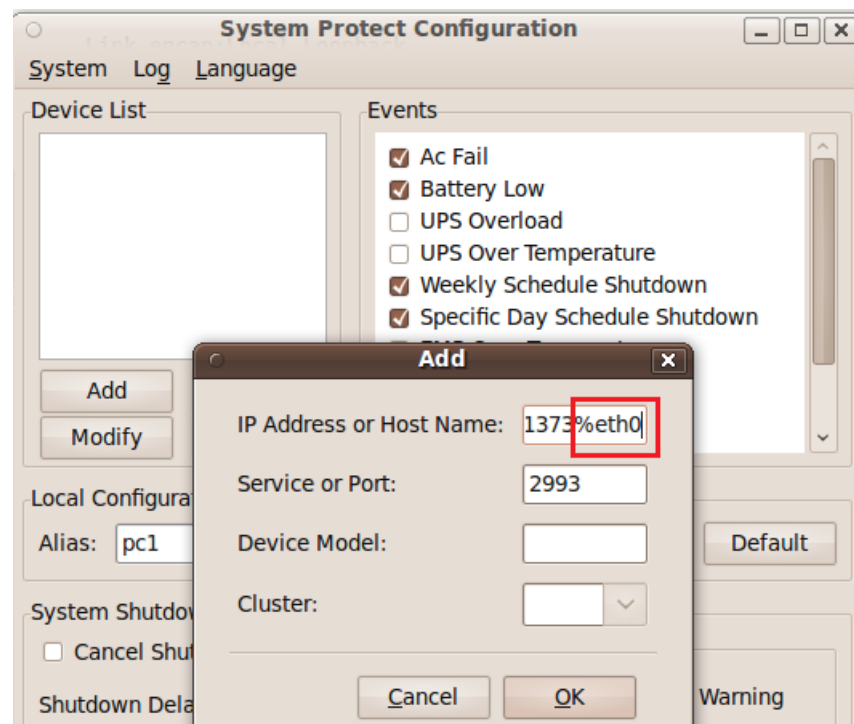 System Protect Configuration
System Log Language
Device List
Events
Ac Fail
Battery Low
UPS Overload
UPS Over Temperature
Weekly Schedule Shutdown
Specific Day Schedule Shutdown
Add
Add
Modify
IP Address or Host Name: 1373%eth0
Service or Port: 2993
Local Configura
Alias: pc1
Device Model:
Default
Cluster:
System Shutdo
Cancel Shut
Shutdown Dela
Cancel OK
Warning